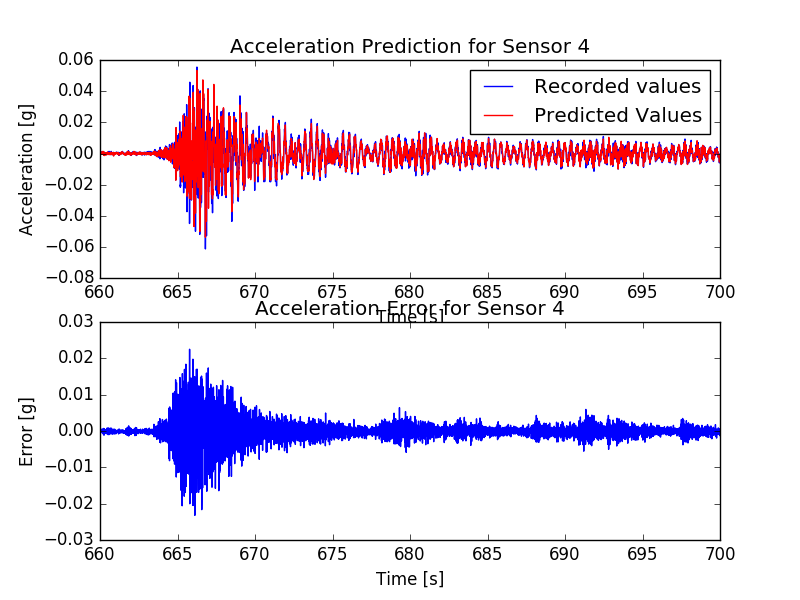 Acceleration Prediction for Sensor 4
0.06
0.04
0.02
0.00
−0.02
−0.04
−0.06
−0.08
Acceleration [g]
Recorded values
Predicted Values
660 665 670 675 680 685 690 695 700
Time [s]
Acceleration Error for Sensor 4
0.03
0.02
0.01
0.00
−0.01
−0.02
−0.03
Error [g]
660 665 670 675 680 685 690 695 700
Time [s]